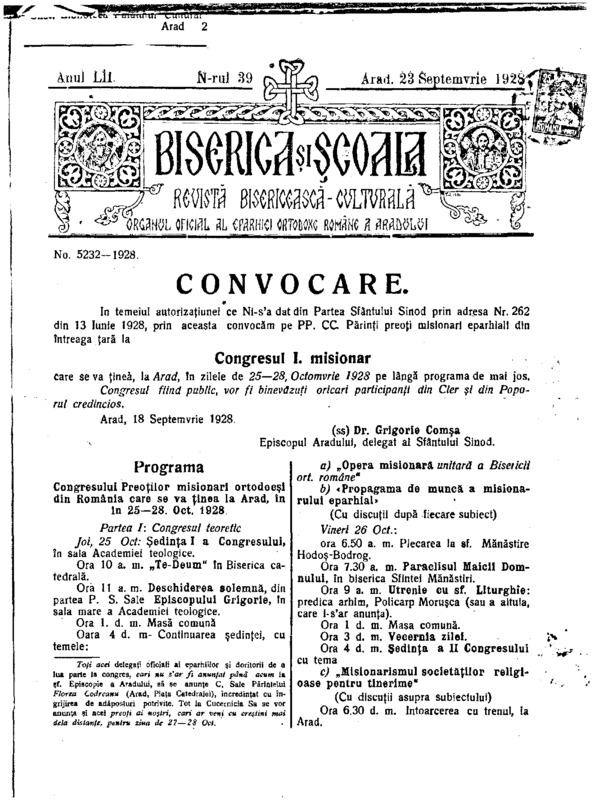 Arad 2
Anul LII. N-rul 39 Arad, 23 Septemvrie 1928
BISERICA ȘI ȘCOALA
REVISTĂ BISERICEASCĂ-CULTURALĂ
ORGANUL OFICIAL AL EPARHIEI ORTODOXE ROMÂNE A ARADULUI
No. 5232—1928.
CONVOCARE.
In temeiul autorizațiunei ce Ni-s'a dat din Partea Sfântului Sinod prin adresa Nr. 262
din 13 Iunie 1928, prin aceasta convocăm pe PP. CC. Părinți preoți misionari eparhiali din
întreaga țară la
Congresul I. misionar
care se va ținea, la Arad, în zilele de 25—28, Octomvrie 1928 pe lângă programa de mai jos.
Congresul fiind public, vor fi binevăzuți oricari participanți din Cler și din Popo-
rul credincios.
Arad, 18 Septemvrie 1928.
(ss) Dr. Grigorie Comșa
Episcopul Aradului, delegat al Sfântului Sinod.
Programa
Congresului Preoților misionari ortodocși
din România care se va ținea la Arad, în
în 25—28. Oct. 1928.
Partea I: Congresul teoretic
Joi, 25 Oct: Ședința I a Congresului,
în sala Academiei teologice.
Ora 10 a. m. „Te-Deum" în Biserica ca-
tedrală.
Ora 11 a. m. Deschiderea solemnă, din
partea P. S. Sale Episcopului Grigorie, în
sala mare a Academiei teologice.
Ora 1. d. m. Masă comună
Oara 4 d. m- Continuarea ședinței, cu
temele:
Toți acei delegați oficiali ai eparhiilor și doritorii de a
lua parte la congres, cari nu s'ar fi anunțat până acum la
sf. Episcopie a Aradului, să se anunțe C. Sale Părintelui
Florea Codreanu (Arad, Piața Catedralei), incredințat cu în-
grijirea de adăposturi potrivite. Tot la Cucernicia Sa se vor
anunța și acei preoți ai noștri, cari ar veni cu creștini mai
dela distanțe, pentru ziua de 27—28 Oct.
a) „Opera misionară unitară a Bisericii
ort. române"
b) «Propagama de muncă a misiona-
rului eparhial»
(Cu discuții după fiecare subiect)
Vineri 26 Oct.:
ora 6.50 a. m. Plecarea la sf. Mănăstire
Hodoș-Bodrog.
Ora 7.30 a. m. Paraclisul Maicii Dom-
nului, în biserica Sfintei Mănăstiri.
Ora 9 a. m. Utrenie cu sf. Liturghie:
predica arhim, Policarp Morușca (sau a altuia,
care i-s'ar anunța).
Ora 1 d. m. Masa comună.
Ora 3 d. m. Vecernia zilei.
Ora 4 d. m. Ședința a II Congresului
cu tema
c) „Misionarismul societăților religi-
oase pentru tinerime"
(Cu discuții asupra subiectului)
Ora 6.30 d. m. Intoarcerea cu trenul, la
Arad.